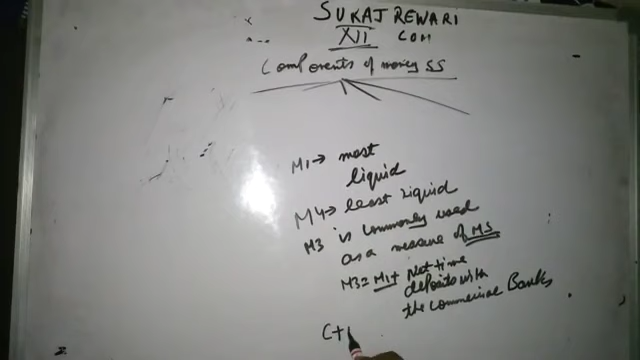 SUKAJ REWARI
XII COM
Components of money SS
M1→ most
liquid
M4→ least liquid
M3 is commonly used
as a measure of MS
M3= M1+ Net time
deposits with
the commercial Banks
C+